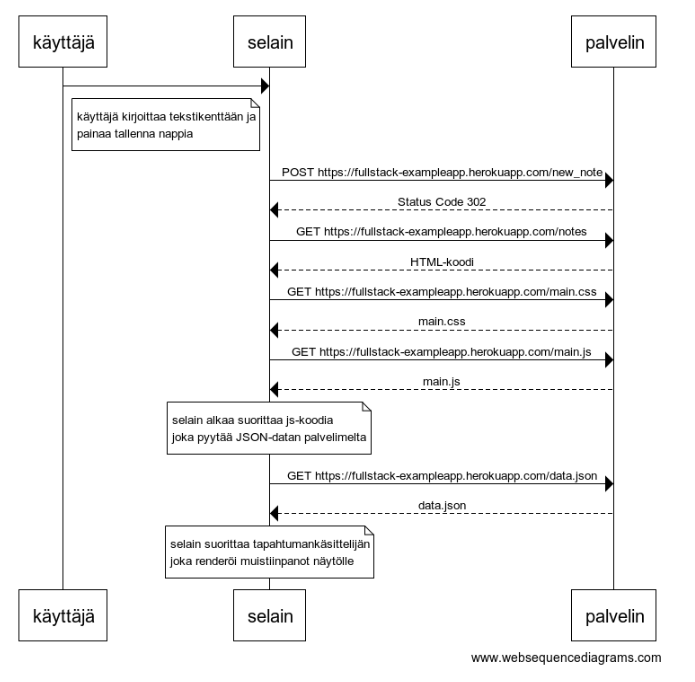 käyttäjä
selain
palvelin
käyttäjä kirjoittaa tekstikenttään ja
painaa tallenna nappia
POST https://fullstack-exampleapp.herokuapp.com/new_note
Status Code 302
GET https://fullstack-exampleapp.herokuapp.com/notes
HTML-koodi
GET https://fullstack-exampleapp.herokuapp.com/main.css
main.css
GET https://fullstack-exampleapp.herokuapp.com/main.js
main.js
selain alkaa suorittaa js-koodia
joka pyytää JSON-datan palvelimelta
GET https://fullstack-exampleapp.herokuapp.com/data.json
data.json
selain suorittaa tapahtumankäsittelijän
joka renderöi muistiinpanot näytölle
käyttäjä
selain
palvelin
www.websequencediagrams.com